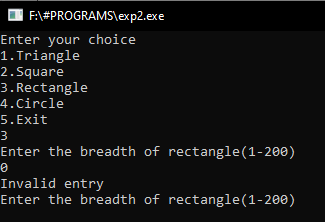 F:\#PROGRAMS\exp2.exe
Enter your choice
1.Triangle
2.Square
3.Rectangle
4.Circle
5.Exit
3
Enter the breadth of rectangle(1-200)
0
Invalid entry
Enter the breadth of rectangle(1-200)